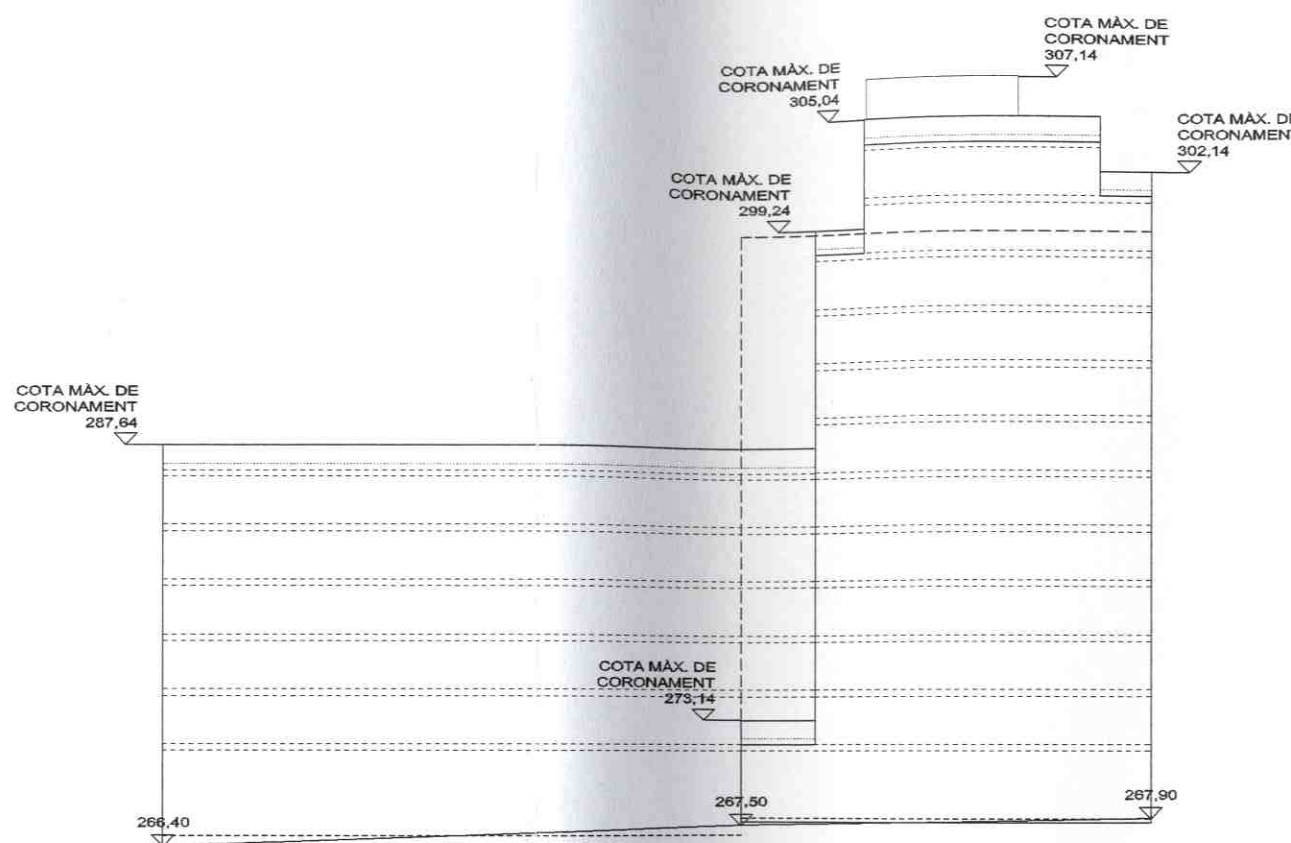 COTA MÀX. DE
CORONAMENT
307,14
COTA MÀX. DE
CORONAMENT
305,04
COTA MÀX. DE
CORONAMENT
302,14
COTA MÀX. DE
CORONAMENT
299,24
COTA MÀX. DE
CORONAMENT
287,64
COTA MÀX. DE
CORONAMENT
273,14
266,40
267,50
267,90